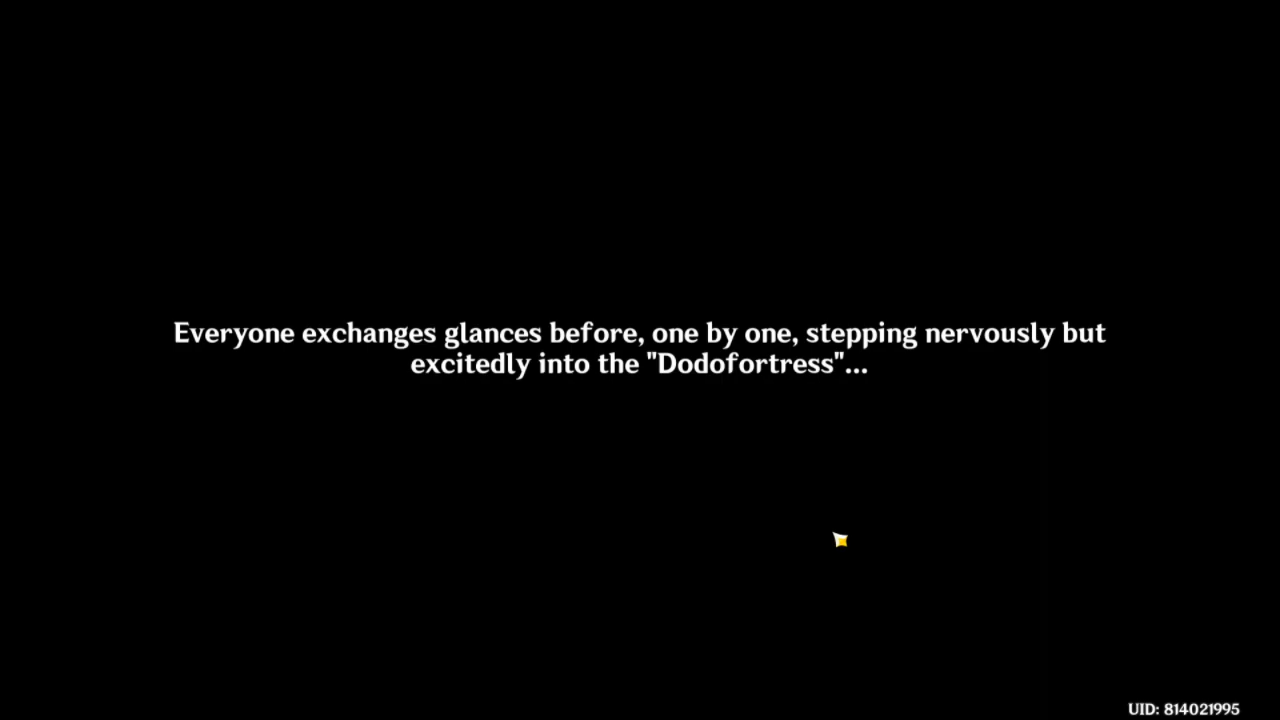 Everyone exchanges glances before, one by one, stepping nervously but
excitedly into the "Dodofortress"...
UID: 814021995